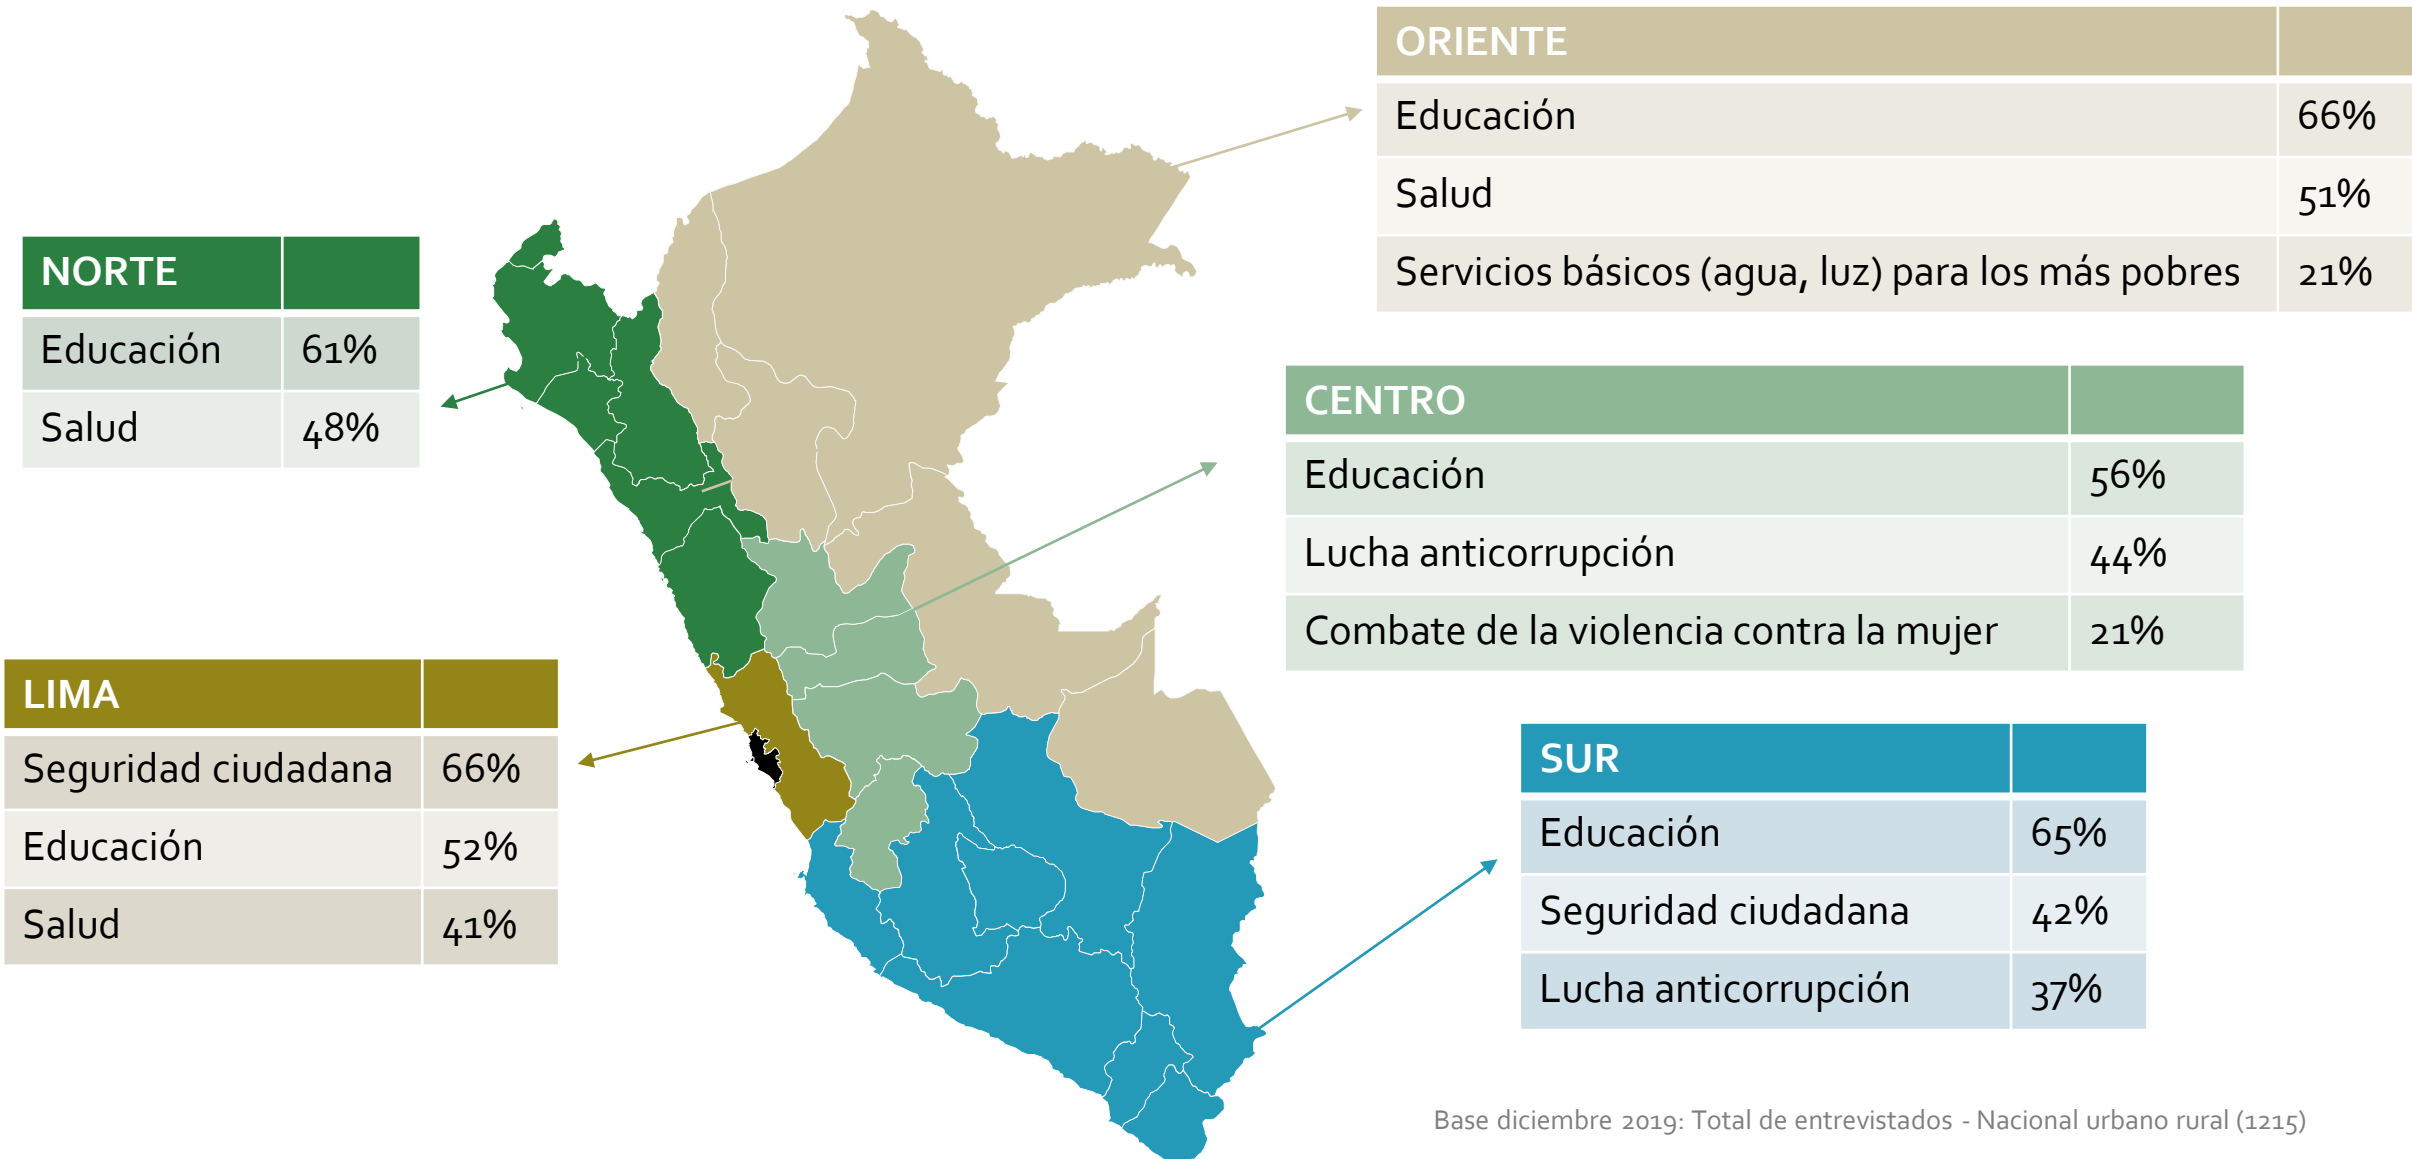 ORIENTE
Educación 66%
Salud 51%
Servicios básicos (agua, luz) para los más pobres 21%
NORTE
Educación 61%
Salud 48%
CENTRO
Educación 56%
Lucha anticorrupción 44%
Combate de la violencia contra la mujer 21%
LIMA
Seguridad ciudadana 66%
Educación 52%
Salud 41%
SUR
Educación 65%
Seguridad ciudadana 42%
Lucha anticorrupción 37%
Base diciembre 2019: Total de entrevistados - Nacional urbano rural (1215)